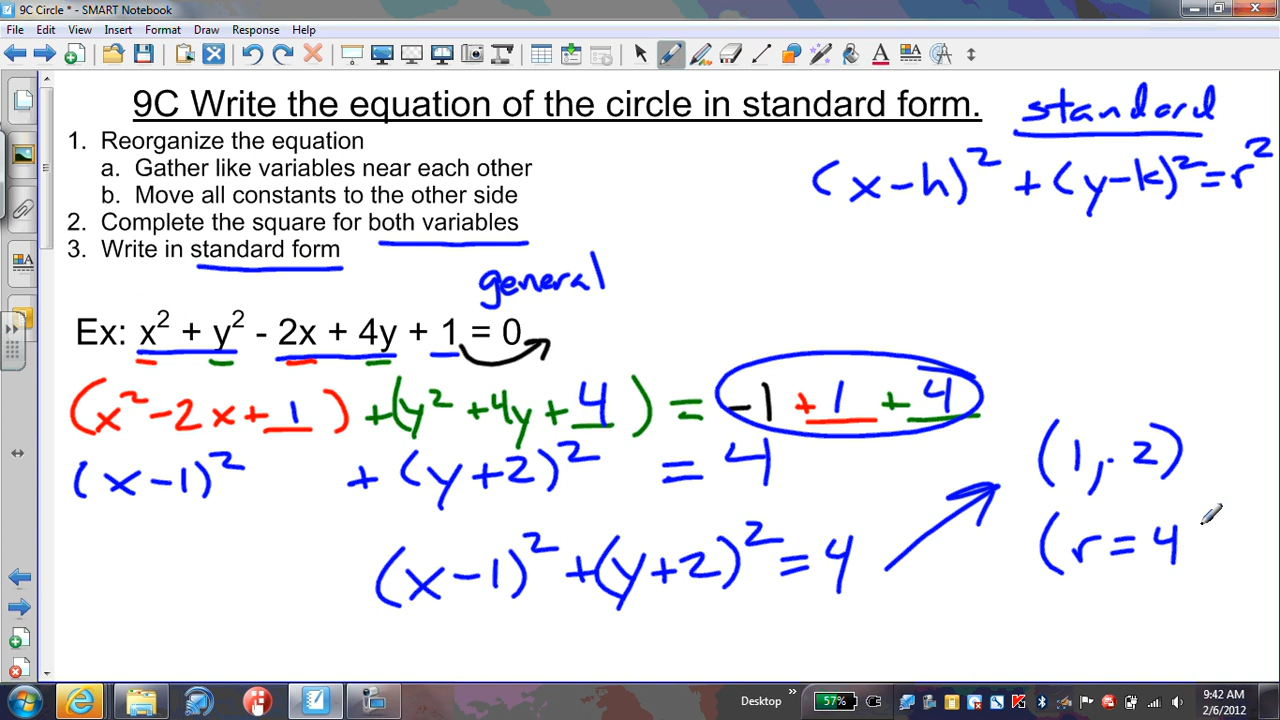 9C Circle * - SMART Notebook
File Edit View Insert Format Draw Response Help
9C Write the equation of the circle in standard form.
standard
1. Reorganize the equation
a. Gather like variables near each other
(x-h)² + (y-k)² = r²
b. Move all constants to the other side
2. Complete the square for both variables
3. Write in standard form
general
Ex: x² + y² - 2x + 4y + 1 = 0
(x² - 2x + 1) + (y² + 4y + 4) = -1 + 1 + 4
(x-1)² + (y+2)² = 4
(1, -2)
(x-1)² + (y+2)² = 4
(r = 4
Desktop » 57% 9:42 AM
2/6/2012